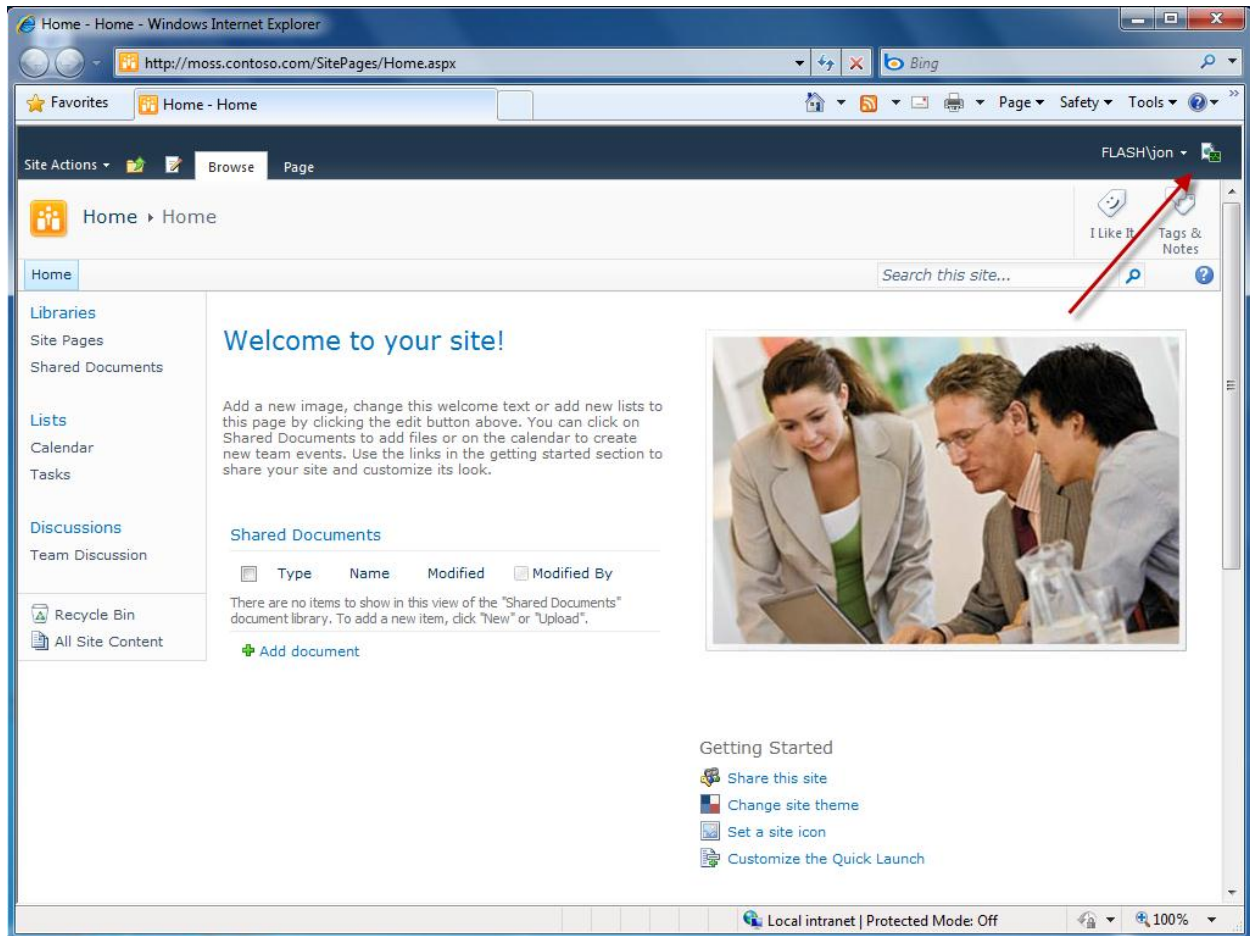 Home - Home - Windows Internet Explorer
http://moss.contoso.com/SitePages/Home.aspx
Bing
Favorites
Home - Home
Page
Safety
Tools
Site Actions
Browse
Page
FLASH\jon
Home
Home
I Like It
Tags &
Notes
Home
Search this site...
Libraries
Site Pages
Shared Documents
Lists
Calendar
Tasks
Discussions
Team Discussion
Recycle Bin
All Site Content
Welcome to your site!
Add a new image, change this welcome text or add new lists to
this page by clicking the edit button above. You can click on
Shared Documents to add files or on the calendar to create
new team events. Use the links in the getting started section to
share your site and customize its look.
Shared Documents
Type Name Modified Modified By
There are no items to show in this view of the "Shared Documents"
document library. To add a new item, click "New" or "Upload".
Add document
Getting Started
Share this site
Change site theme
Set a site icon
Customize the Quick Launch
Local intranet | Protected Mode: Off
100%